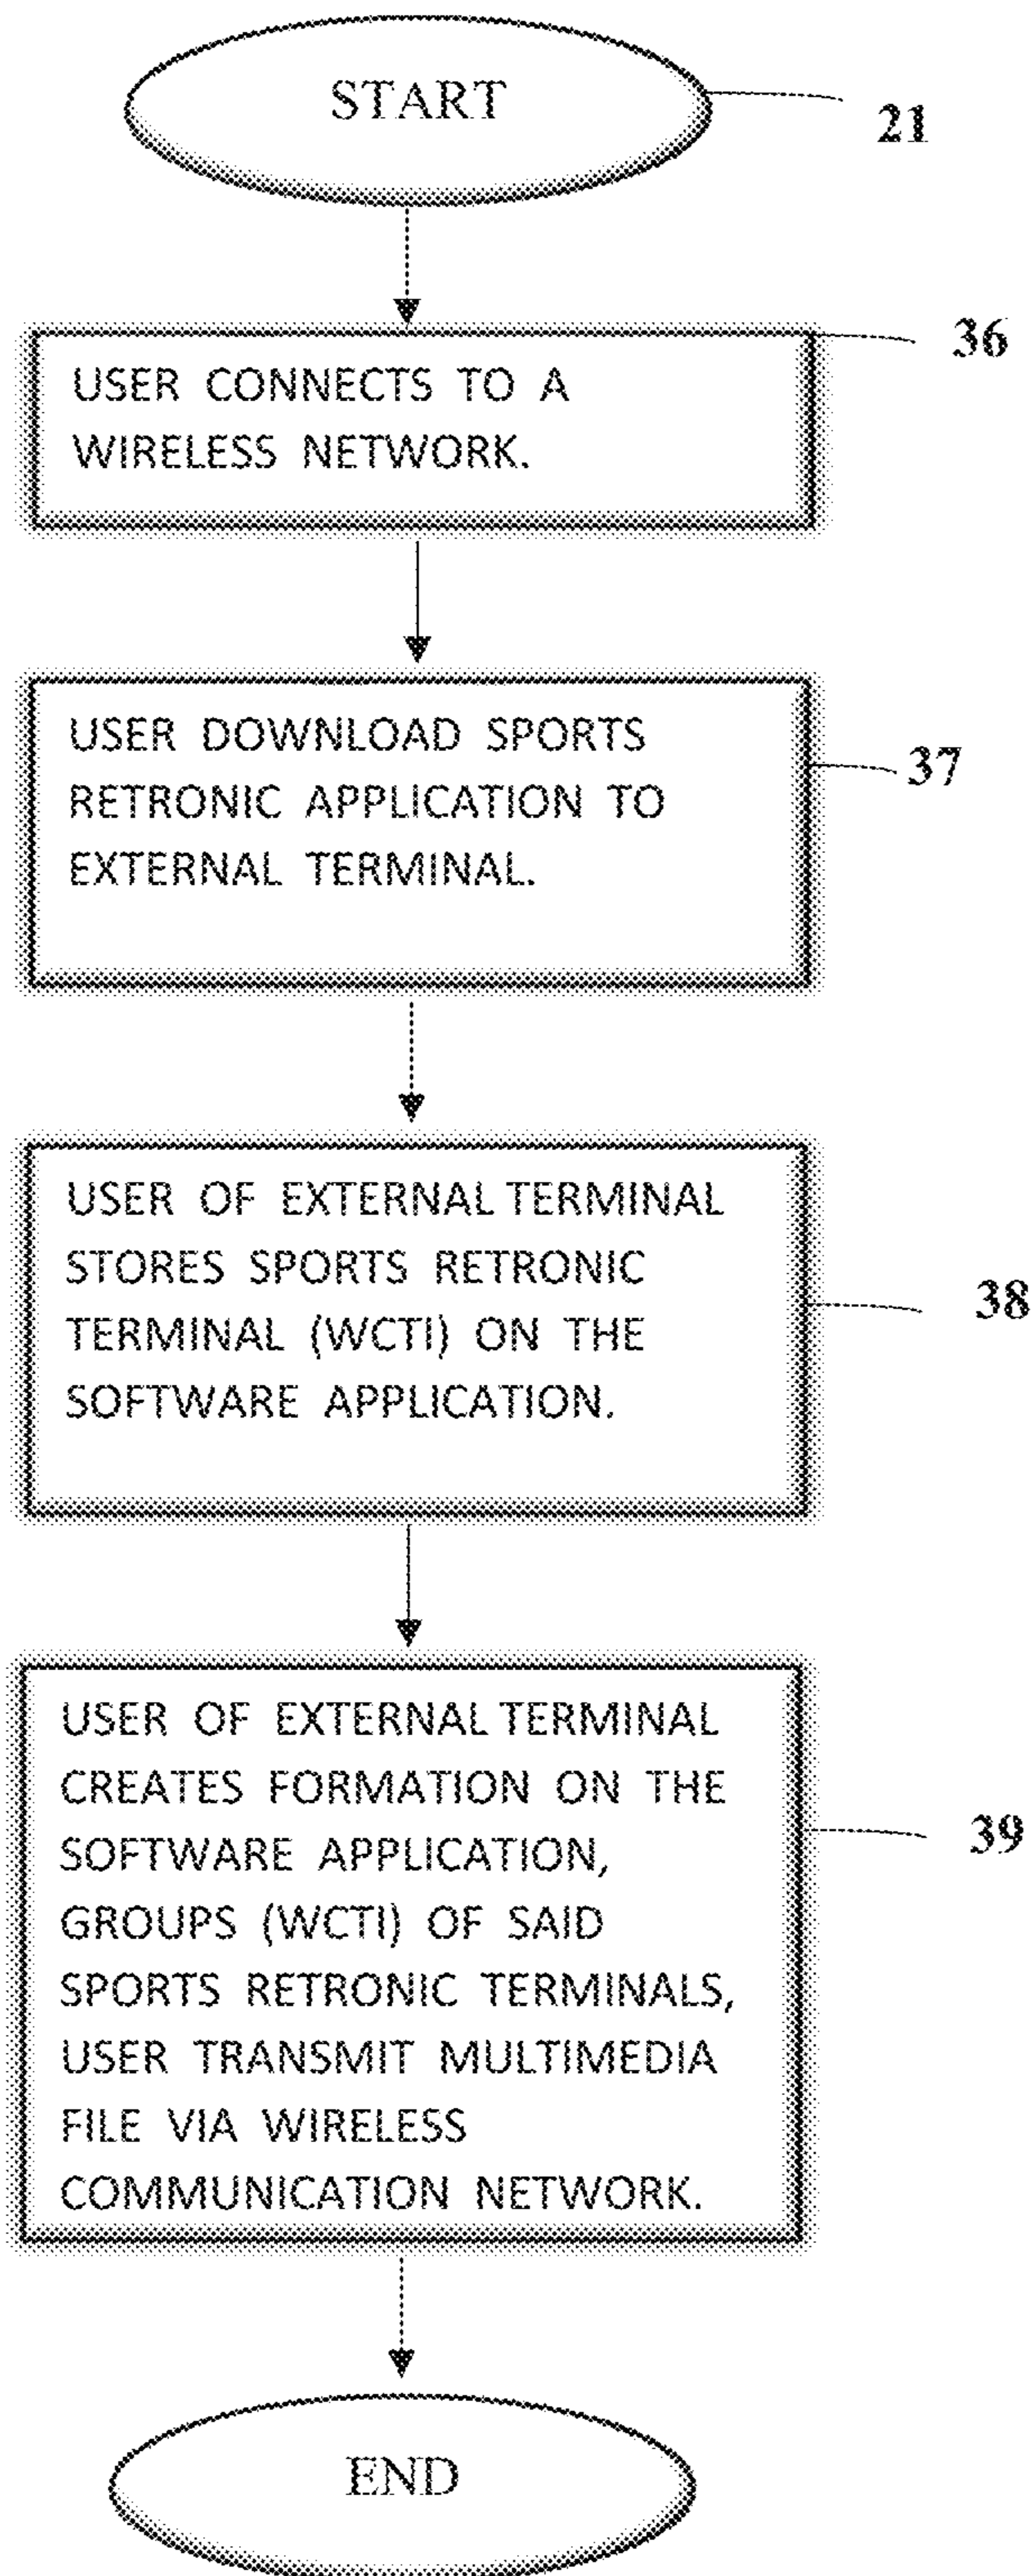 START
21
36
USER CONNECTS TO A
WIRELESS NETWORK.
USER DOWNLOAD SPORTS
RETRONIC APPLICATION TO
EXTERNAL TERMINAL.
37
USER OF EXTERNAL TERMINAL
STORES SPORTS RETRONIC
TERMINAL (WCTI) ON THE
SOFTWARE APPLICATION.
38
USER OF EXTERNAL TERMINAL
CREATES FORMATION ON THE
SOFTWARE APPLICATION,
GROUPS (WCTI) OF SAID
SPORTS RETRONIC TERMINALS,
USER TRANSMIT MULTIMEDIA
FILE VIA WIRELESS
COMMUNICATION NETWORK.
39
END